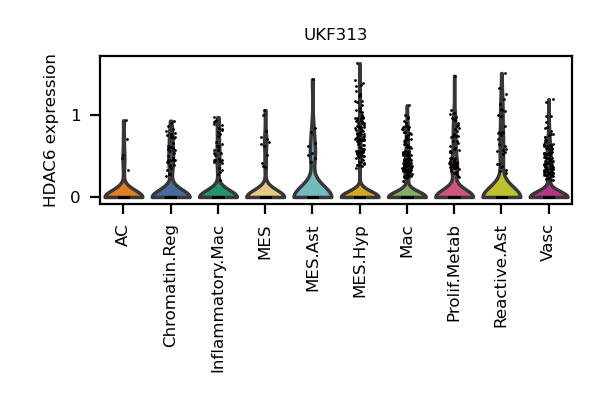 UKF313
HDAC6 expression
1
0
AC
Chromatin.Reg
Inflammatory.Mac
MES
MES.Ast
MES.Hyp
Mac
Prolif.Metab
Reactive.Ast
Vasc